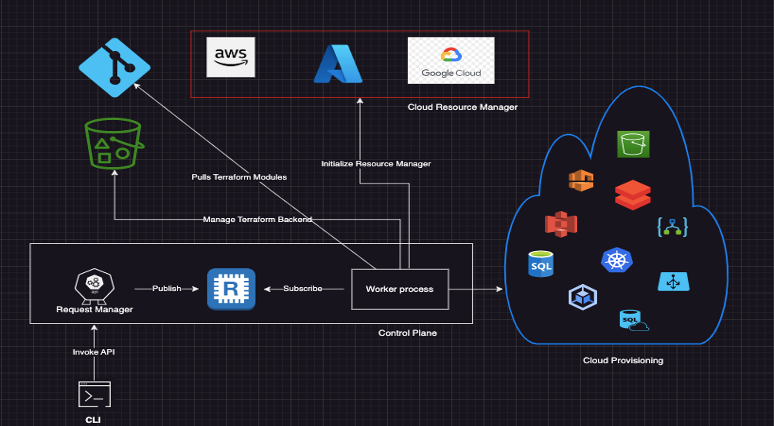 aws
Google Cloud
Cloud Resource Manager
Initialize Resource Manager
Pulls Terraform Modules
Manage Terraform Backend
SQL
Request Manager
Publish
R
Subscribe
Worker process
SQL
Control Plane
Cloud Provisioning
Invoke API
>_
CLI